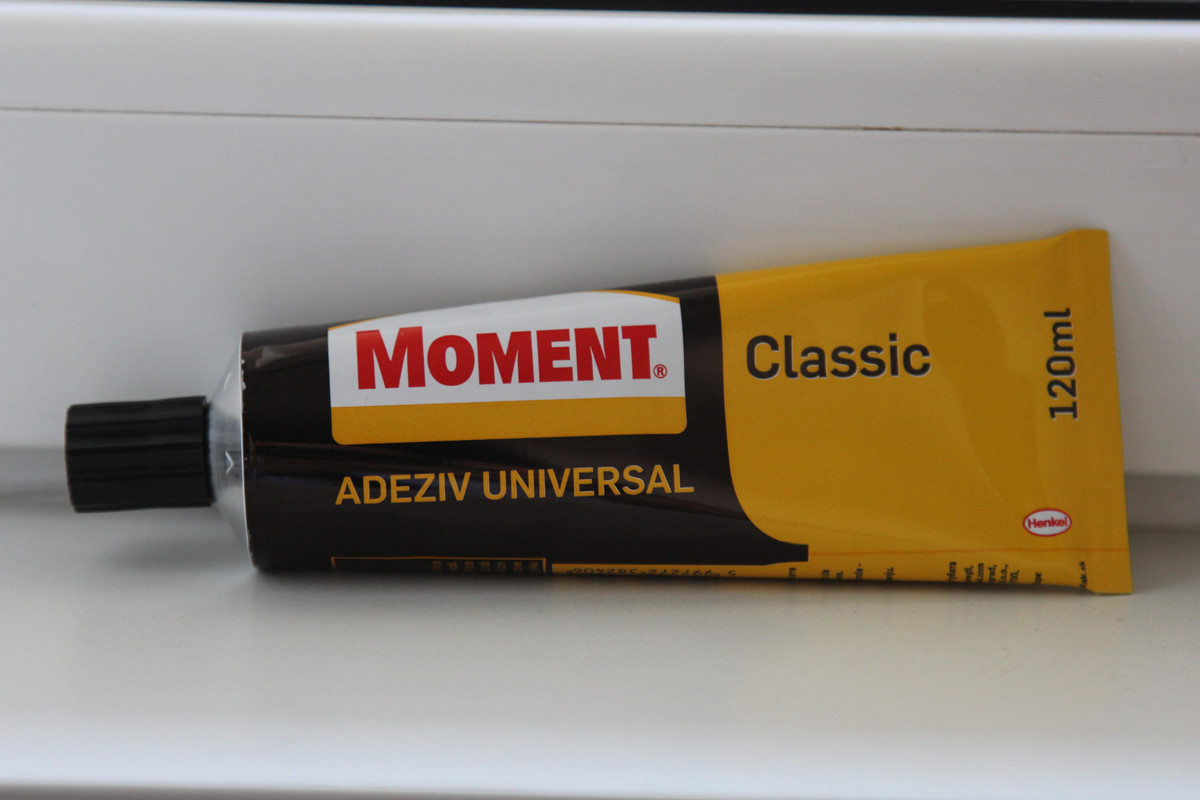 MOMENT®
ADEZIV UNIVERSAL
Classic
120ml
Henkel